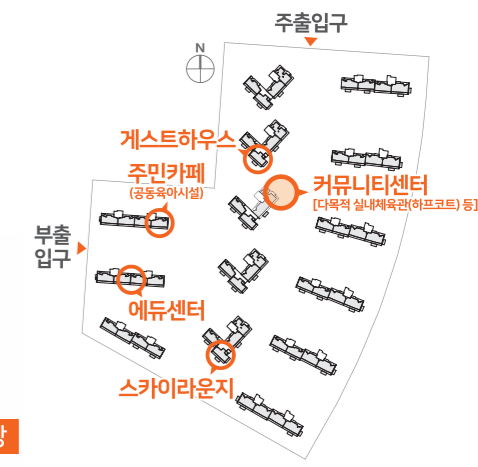 주출입구
N
게스트하우스
주민카페
(공동육아시설)
커뮤니티센터
[다목적 실내체육관(하프코트) 등]
부출
입구
에듀센터
스카이라운지